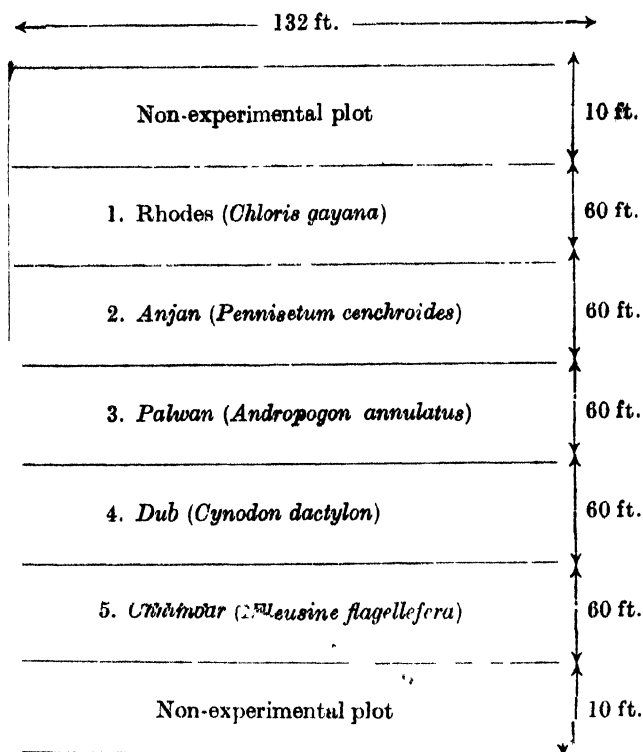 132 ft.
Non-experimental plot 10 ft.
1. Rhodes (Chloris gayana) 60 ft.
2. Anjan (Pennisetum cenchroides) 60 ft.
3. Palwan (Andropogon annulatus) 60 ft.
4. Dub (Cynodon dactylon) 60 ft.
5. flagellefera) 60 ft.
Non-experimental plot 10 ft.